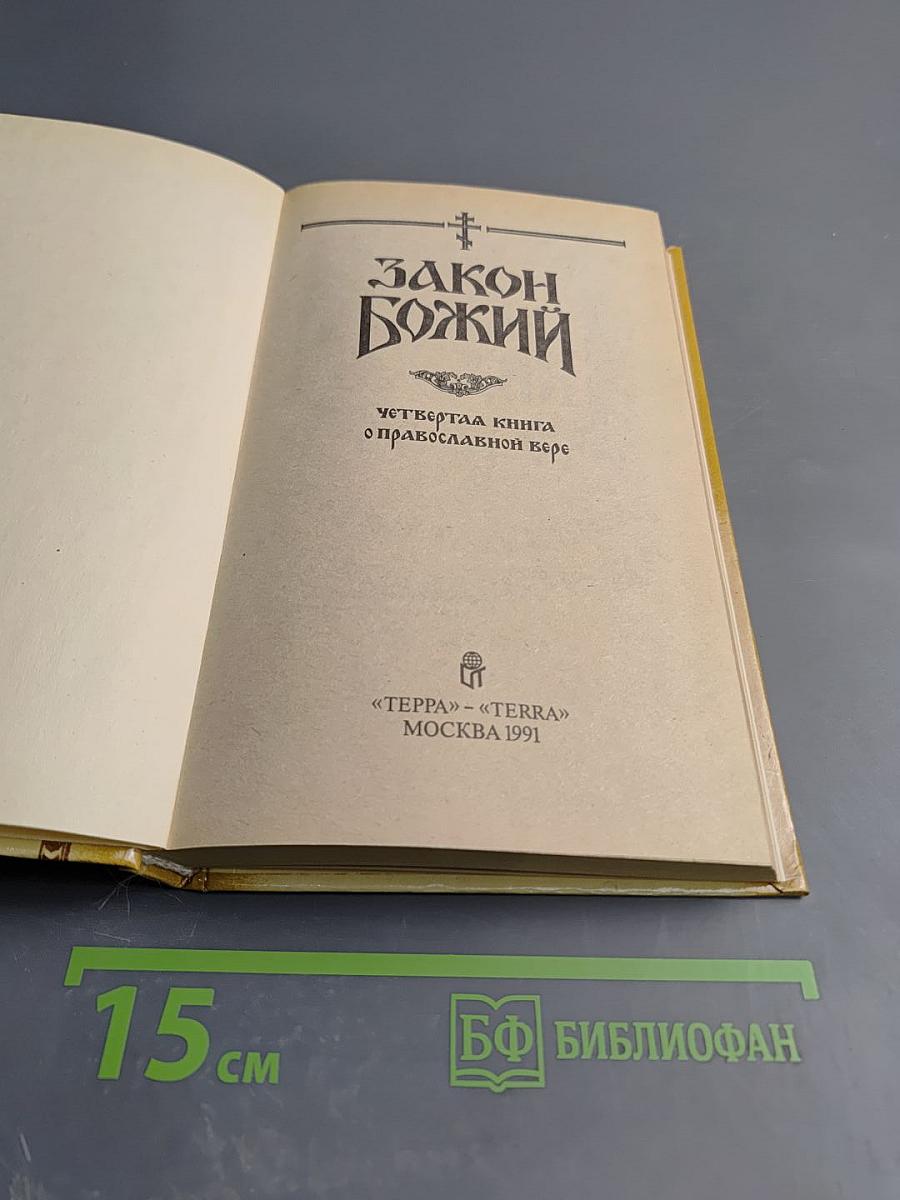 ЗАКОН
БОЖИЙ
ЧЕТВЕРТАЯ КНИГА
О ПРАВОСЛАВНОЙ ВЕРЕ
«ТЕРРА» – «TERRA»
МОСКВА 1991
15 см
БФ БИБЛИОФАН